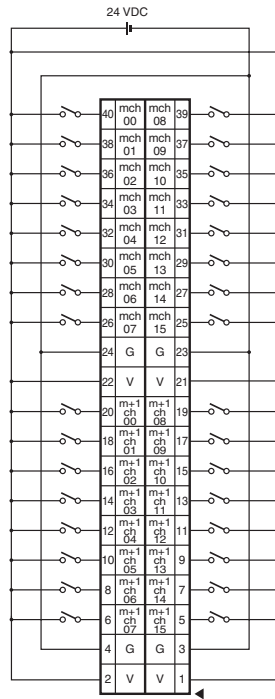 24 VDC
40 mch 00 mch 08 39
38 mch 01 mch 09 37
36 mch 02 mch 10 35
34 mch 03 mch 11 33
32 mch 04 mch 12 31
30 mch 05 mch 13 29
28 mch 06 mch 14 27
26 mch 07 mch 15 25
24 G G 23
22 V V 21
20 m+1 ch 00 m+1 ch 08 19
18 m+1 ch 01 m+1 ch 09 17
16 m+1 ch 02 m+1 ch 10 15
14 m+1 ch 03 m+1 ch 11 13
12 m+1 ch 04 m+1 ch 12 11
10 m+1 ch 05 m+1 ch 13 9
8 m+1 ch 06 m+1 ch 14 7
6 m+1 ch 07 m+1 ch 15 5
4 G G 3
2 V V 1